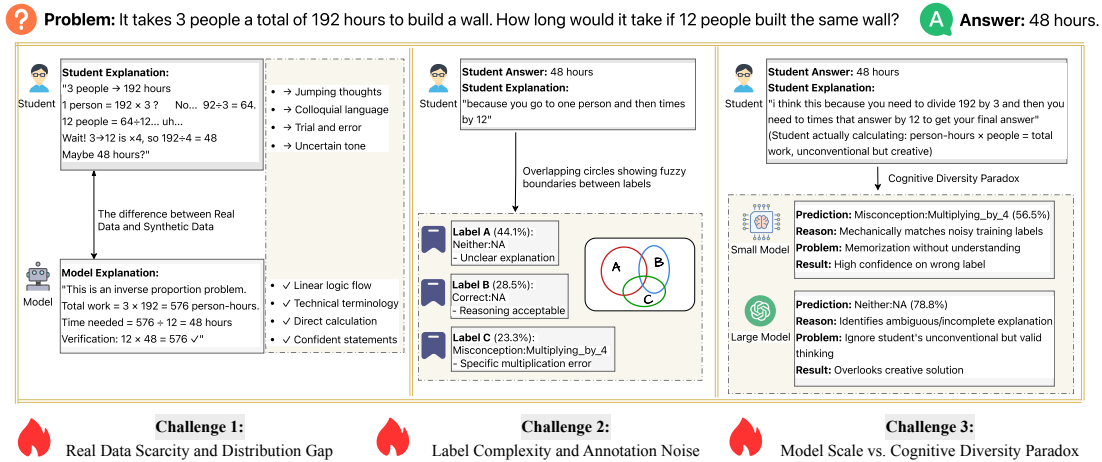 ? Problem: It takes 3 people a total of 192 hours to build a wall. How long would it take if 12 people built the same wall?
A Answer: 48 hours.
Student
Student Explanation:
"3 people → 192 hours
1 person = 192 × 3 ? No... 92÷3 = 64.
12 people = 64÷12... uh...
Wait! 3→12 is ×4, so 192÷4 = 48
Maybe 48 hours?"
• → Jumping thoughts
• → Colloquial language
• → Trial and error
• → Uncertain tone
The difference between Real
Data and Synthetic Data
Model
Model Explanation:
"This is an inverse proportion problem.
Total work = 3 × 192 = 576 person-hours.
Time needed = 576 ÷ 12 = 48 hours
Verification: 12 × 48 = 576 ✓"
• ✓ Linear logic flow
• ✓ Technical terminology
• ✓ Direct calculation
• ✓ Confident statements
Student
Student Answer: 48 hours
Student Explanation:
"because you go to one person and then times
by 12"
Overlapping circles showing fuzzy
boundaries between labels
Label A (44.1%):
Neither:NA
- Unclear explanation
Label B (28.5%):
Correct:NA
- Reasoning acceptable
Label C (23.3%):
Misconception:Multiplying_by_4
- Specific multiplication error
A
B
C
Student
Student Answer: 48 hours
Student Explanation:
"i think this because you need to divide 192 by 3 and then you
need to times that answer by 12 to get your final answer"
(Student actually calculating: person-hours × people = total
work, unconventional but creative)
Cognitive Diversity Paradox
Small Model
Prediction: Misconception:Multiplying_by_4 (56.5%)
Reason: Mechanically matches noisy training labels
Problem: Memorization without understanding
Result: High confidence on wrong label
Large Model
Prediction: Neither:NA (78.8%)
Reason: Identifies ambiguous/incomplete explanation
Problem: Ignore student's unconventional but valid
thinking
Result: Overlooks creative solution
Challenge 1:
Real Data Scarcity and Distribution Gap
Challenge 2:
Label Complexity and Annotation Noise
Challenge 3:
Model Scale vs. Cognitive Diversity Paradox